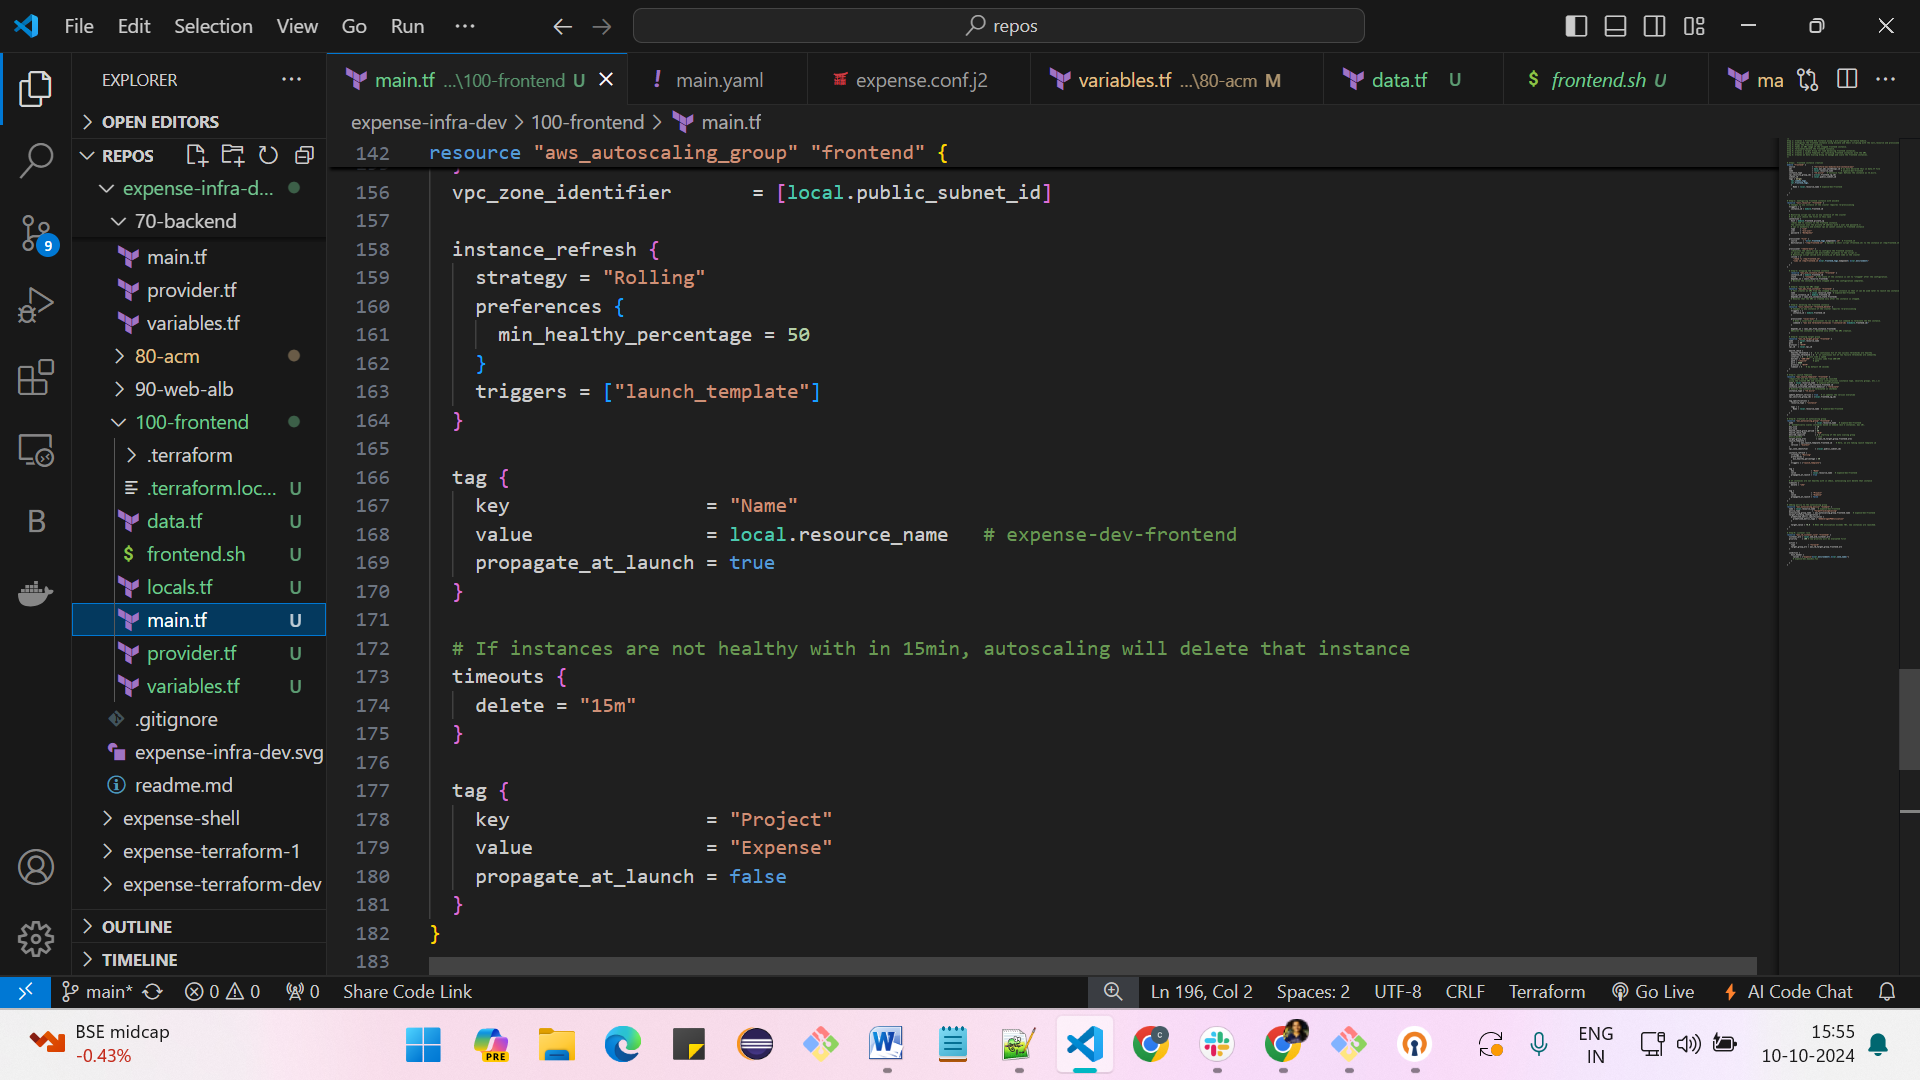 File Edit Selection View Go Run ···
repos
EXPLORER
main.tf ...\100-frontend U
! main.yaml
expense.conf.j2
variables.tf ...\80-acm M
data.tf U
$ frontend.sh U
ma
OPEN EDITORS
REPOS
expense-infra-d...
70-backend
main.tf
provider.tf
variables.tf
80-acm
90-web-alb
100-frontend
.terraform
.terraform.loc... U
data.tf U
$ frontend.sh U
locals.tf U
main.tf U
provider.tf U
variables.tf U
.gitignore
expense-infra-dev.svg
readme.md
expense-shell
expense-terraform-1
expense-terraform-dev
OUTLINE
TIMELINE
9
B
expense-infra-dev > 100-frontend > main.tf
142 resource "aws_autoscaling_group" "frontend" {
156 vpc_zone_identifier = [local.public_subnet_id]
157
158 instance_refresh {
159 strategy = "Rolling"
160 preferences {
161 min_healthy_percentage = 50
162 }
163 triggers = ["launch_template"]
164 }
165
166 tag {
167 key = "Name"
168 value = local.resource_name # expense-dev-frontend
169 propagate_at_launch = true
170 }
171
172 # If instances are not healthy with in 15min, autoscaling will delete that instance
173 timeouts {
174 delete = "15m"
175 }
176
177 tag {
178 key = "Project"
179 value = "Expense"
180 propagate_at_launch = false
181 }
182 }
183
main* 0 0 0 Share Code Link Ln 196, Col 2 Spaces: 2 UTF-8 CRLF Terraform Go Live AI Code Chat
BSE midcap
-0.43%
PRE
W
c
ENG
IN
15:55
10-10-2024